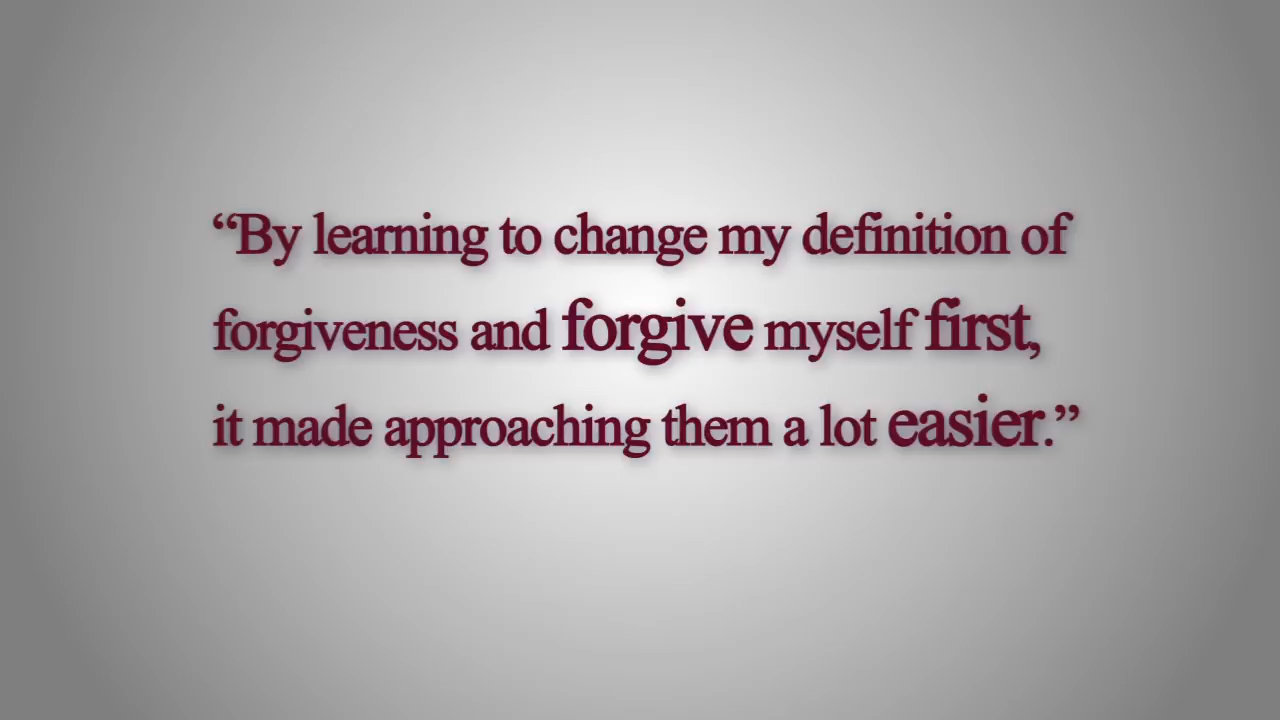 “By learning to change my definition of
forgiveness and forgive myself first,
it made approaching them a lot easier.”